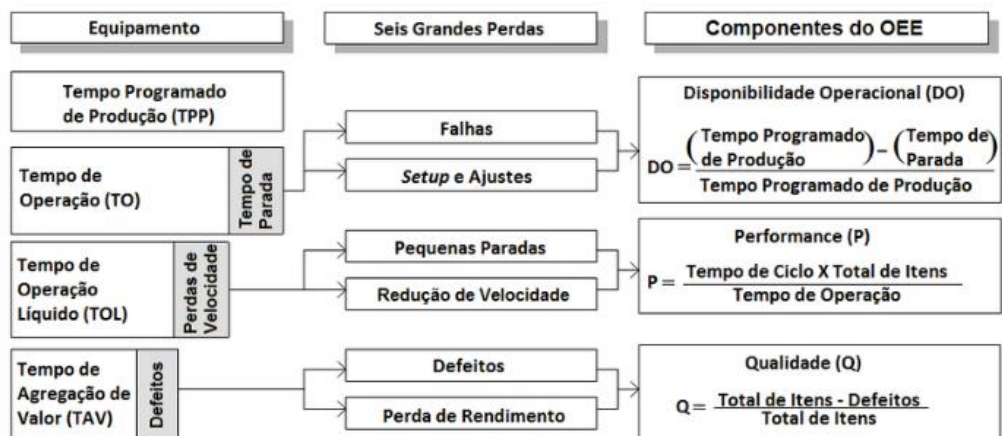 Equipamento
Seis Grandes Perdas
Componentes do OEE
Tempo Programado
de Produção (TPP)
Tempo de
Operação (TO)
Tempo de
Parada
Falhas
Setup e Ajustes
Disponibilidade Operacional (DO)
DO = (Tempo Programado de Produção) - (Tempo de Parada)
Tempo Programado de Produção
Tempo de
Operação
Líquido (TOL)
Perdas de
Velocidade
Pequenas Paradas
Redução de Velocidade
Performance (P)
P = Tempo de Ciclo X Total de Itens
Tempo de Operação
Tempo de
Agregação de
Valor (TAV)
Defeitos
Defeitos
Perda de Rendimento
Qualidade (Q)
Q = Total de Itens - Defeitos
Total de Itens